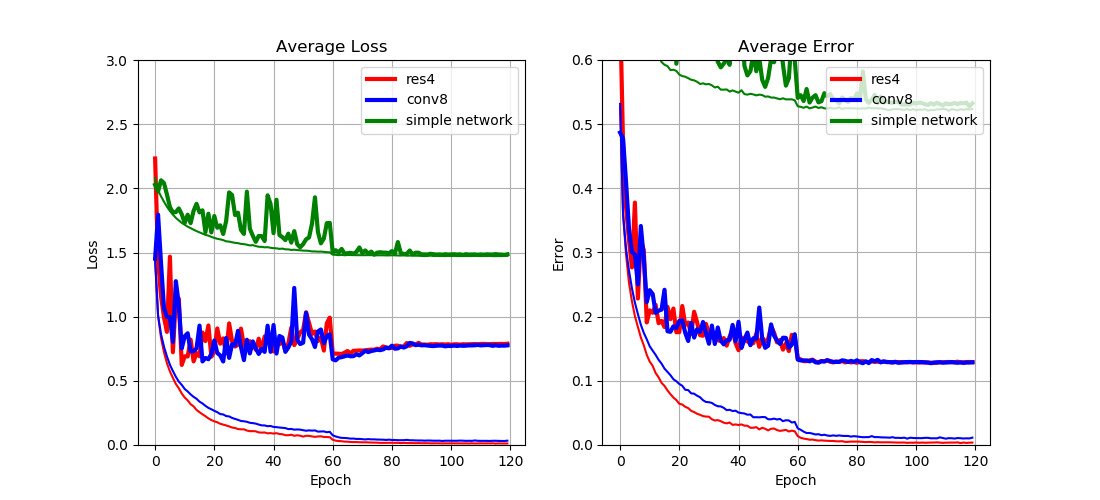 Average Loss
3.0
2.5
2.0
1.5
1.0
0.5
0.0
Loss
0 20 40 60 80 100 120
Epoch
res4
conv8
simple network
Average Error
0.6
0.5
0.4
0.3
0.2
0.1
0.0
Error
0 20 40 60 80 100 120
Epoch
res4
conv8
simple network